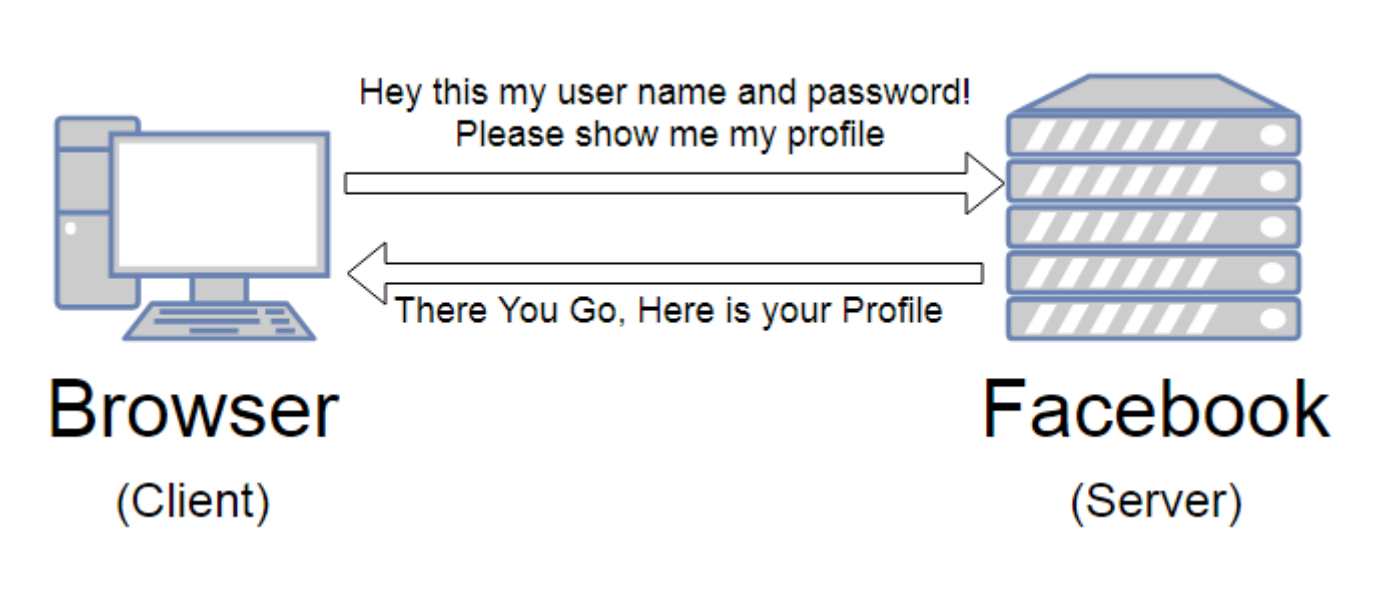 Hey this my user name and password!
Please show me my profile
There You Go, Here is your Profile
Browser
(Client)
Facebook
(Server)